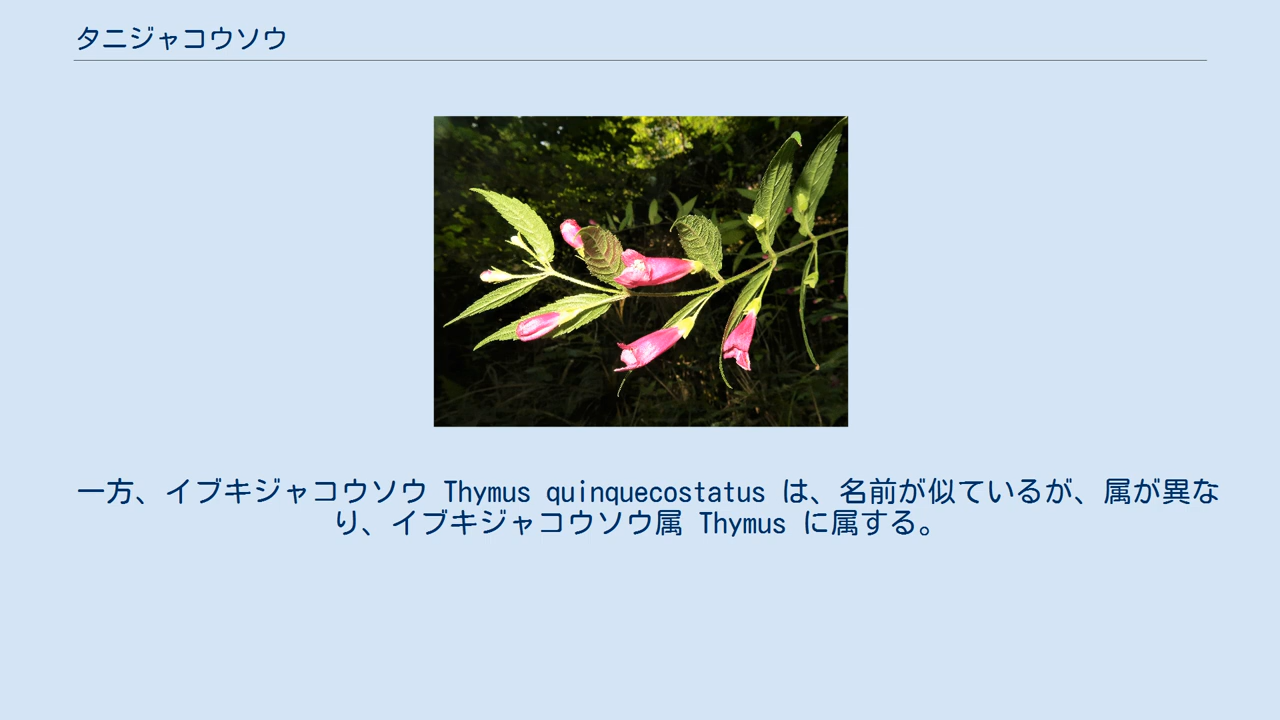 タニジャコウソウ
一方、イブキジャコウソウ Thymus quinquecostatus は、名前が似ているが、属が異な
り、イブキジャコウソウ属 Thymus に属する。